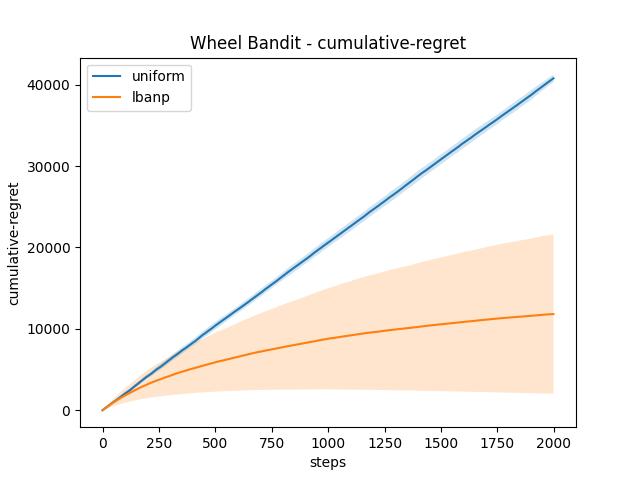 Wheel Bandit - cumulative-regret
uniform
lbanp
cumulative-regret
40000
30000
20000
10000
0
0 250 500 750 1000 1250 1500 1750 2000
steps